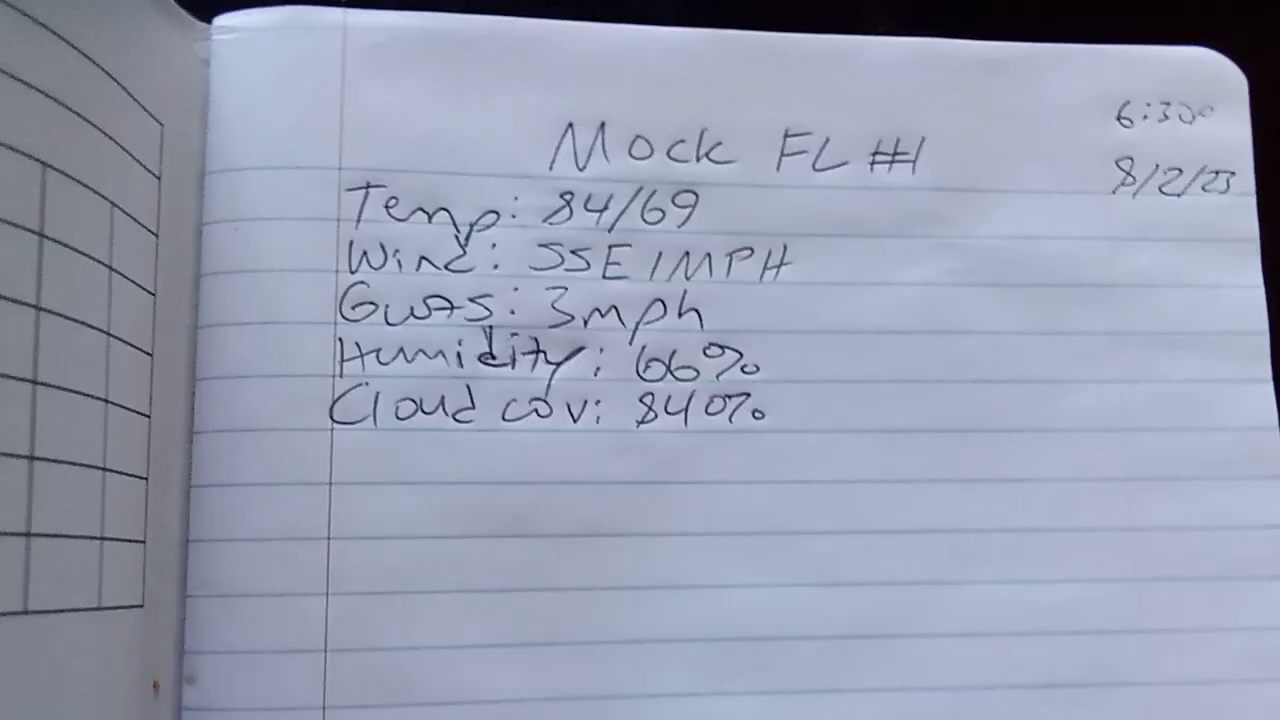 6:30
8/2/23
Mock FL #1
Temp: 84/69
Wind: SSE 1MPH
Gusts: 3mph
Humidity: 66%
Cloud cov: 84%